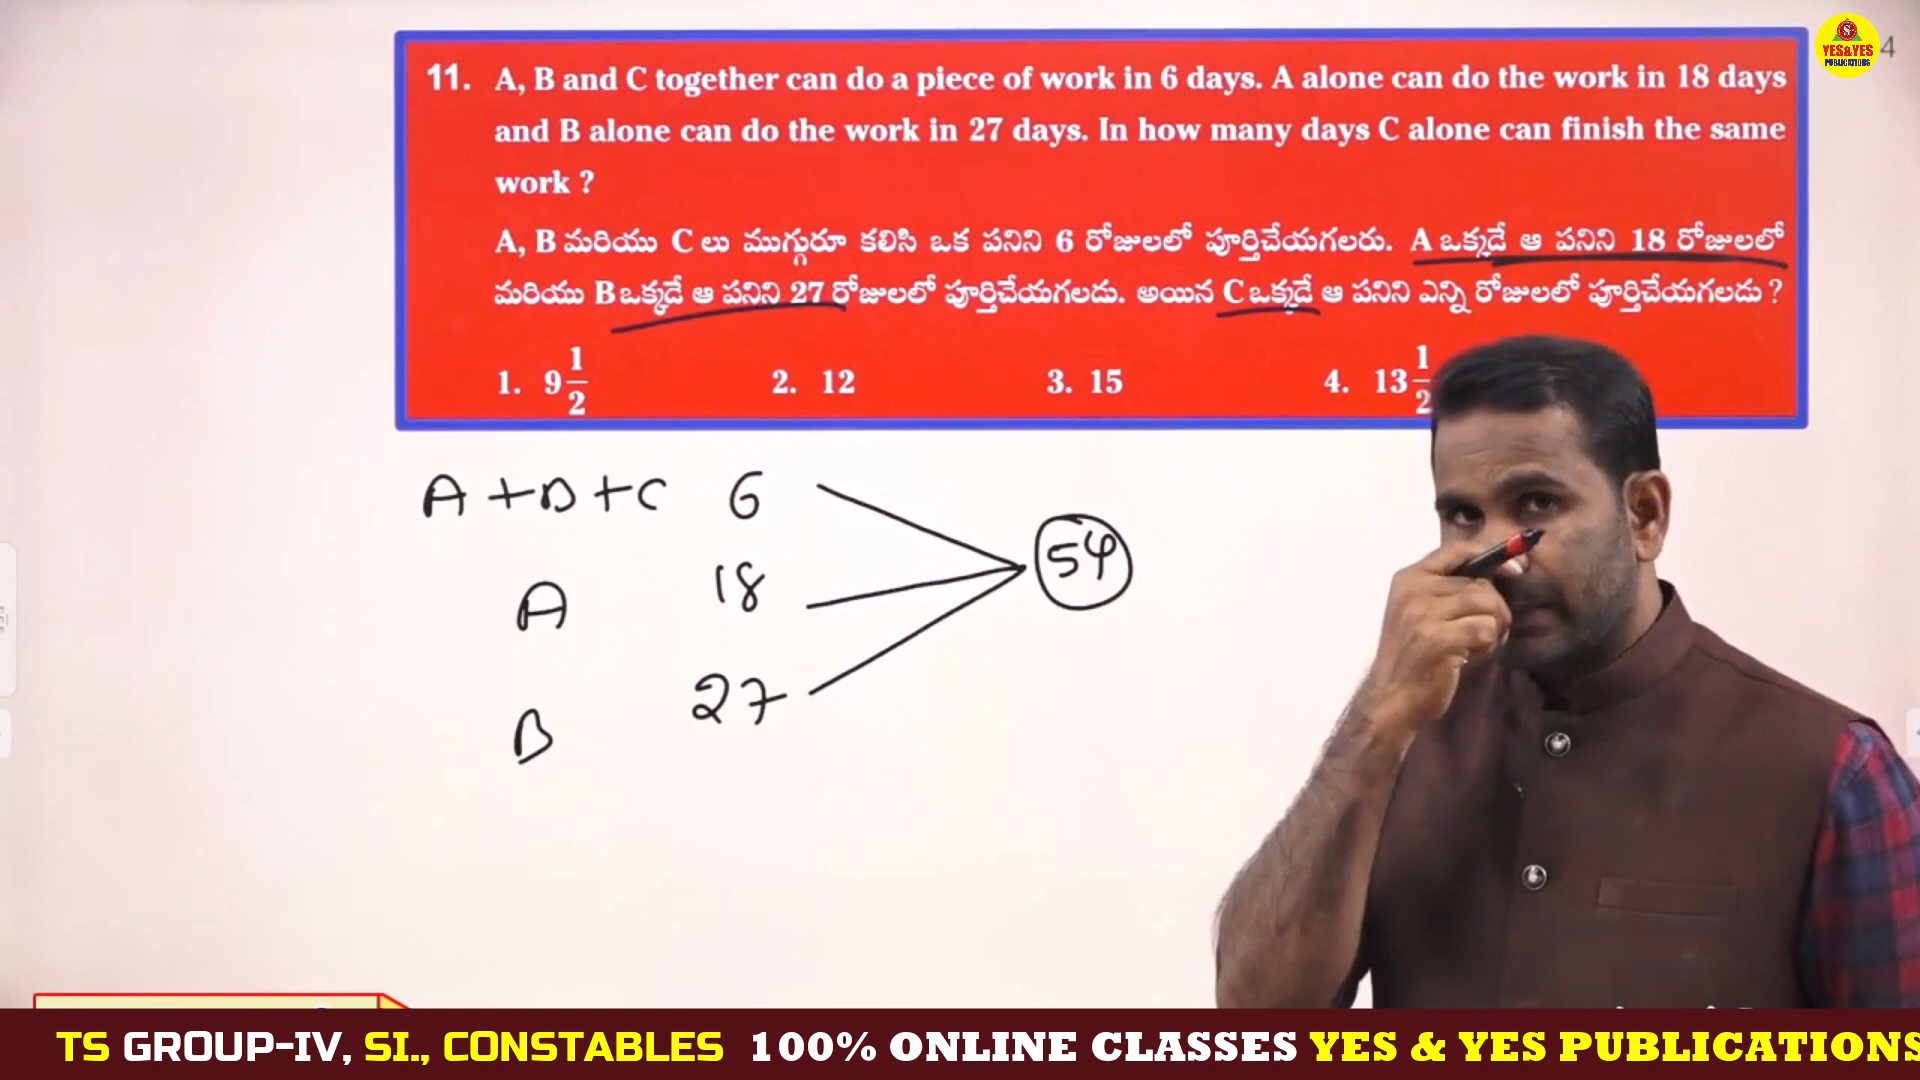 YES&YES
PUBLICATIONS
4
11. A, B and C together can do a piece of work in 6 days. A alone can do the work in 18 days
and B alone can do the work in 27 days. In how many days C alone can finish the same
work ?
A, B మరియు C లు ముగ్గురూ కలిసి ఒక పనిని 6 రోజులలో పూర్తిచేయగలరు. A ఒక్కడే ఆ పనిని 18 రోజులలో
మరియు B ఒక్కడే ఆ పనిని 27 రోజులలో పూర్తిచేయగలడు. అయిన C ఒక్కడే ఆ పనిని ఎన్ని రోజులలో పూర్తిచేయగలడు ?
1. 9 1/2 2. 12 3. 15 4. 13 1/2
A + B + C 6
54
A 18
B 27
TS GROUP-IV, SI., CONSTABLES 100% ONLINE CLASSES YES & YES PUBLICATIONS